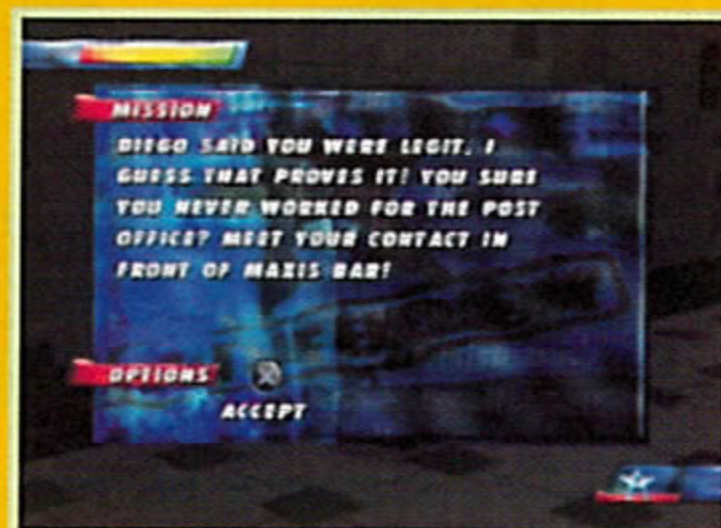 MISSION
DIEGO SAID YOU WERE LEGIT, I
GUESS THAT PROVES IT! YOU SURE
YOU NEVER WORKED FOR THE POST
OFFICE? MEET YOUR CONTACT IN
FRONT OF MAXIS BAR!
OPTIONS
ACCEPT